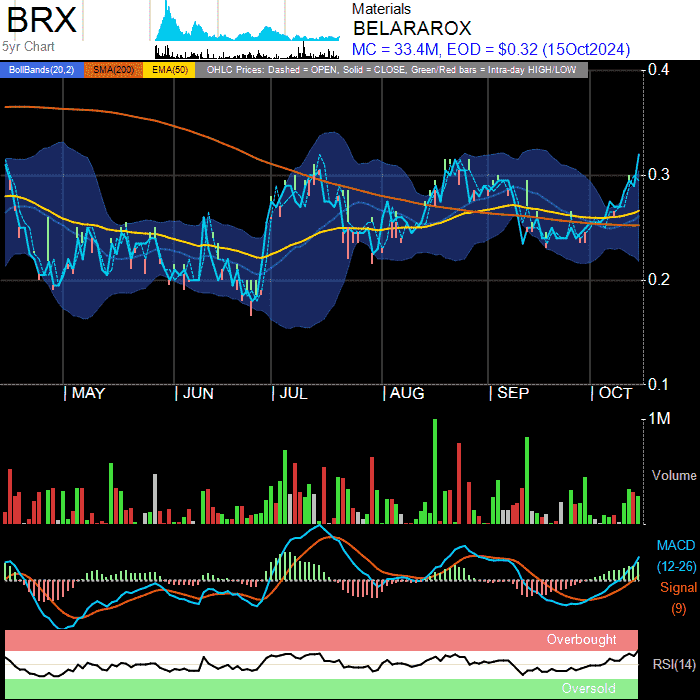 BRX
5yr Chart
Materials
BELARAROX
MC = 33.4M, EOD = $0.32 (15Oct2024)
BollBands(20,2) SMA(200) EMA(50) OHLC Prices: Dashed = OPEN, Solid = CLOSE, Green/Red bars = Intra-day HIGH/LOW
0.4
0.3
0.2
0.1
| MAY | JUN | JUL | AUG | SEP | OCT
1M
Volume
MACD
(12-26)
Signal
(9)
Overbought
RSI(14)
Oversold